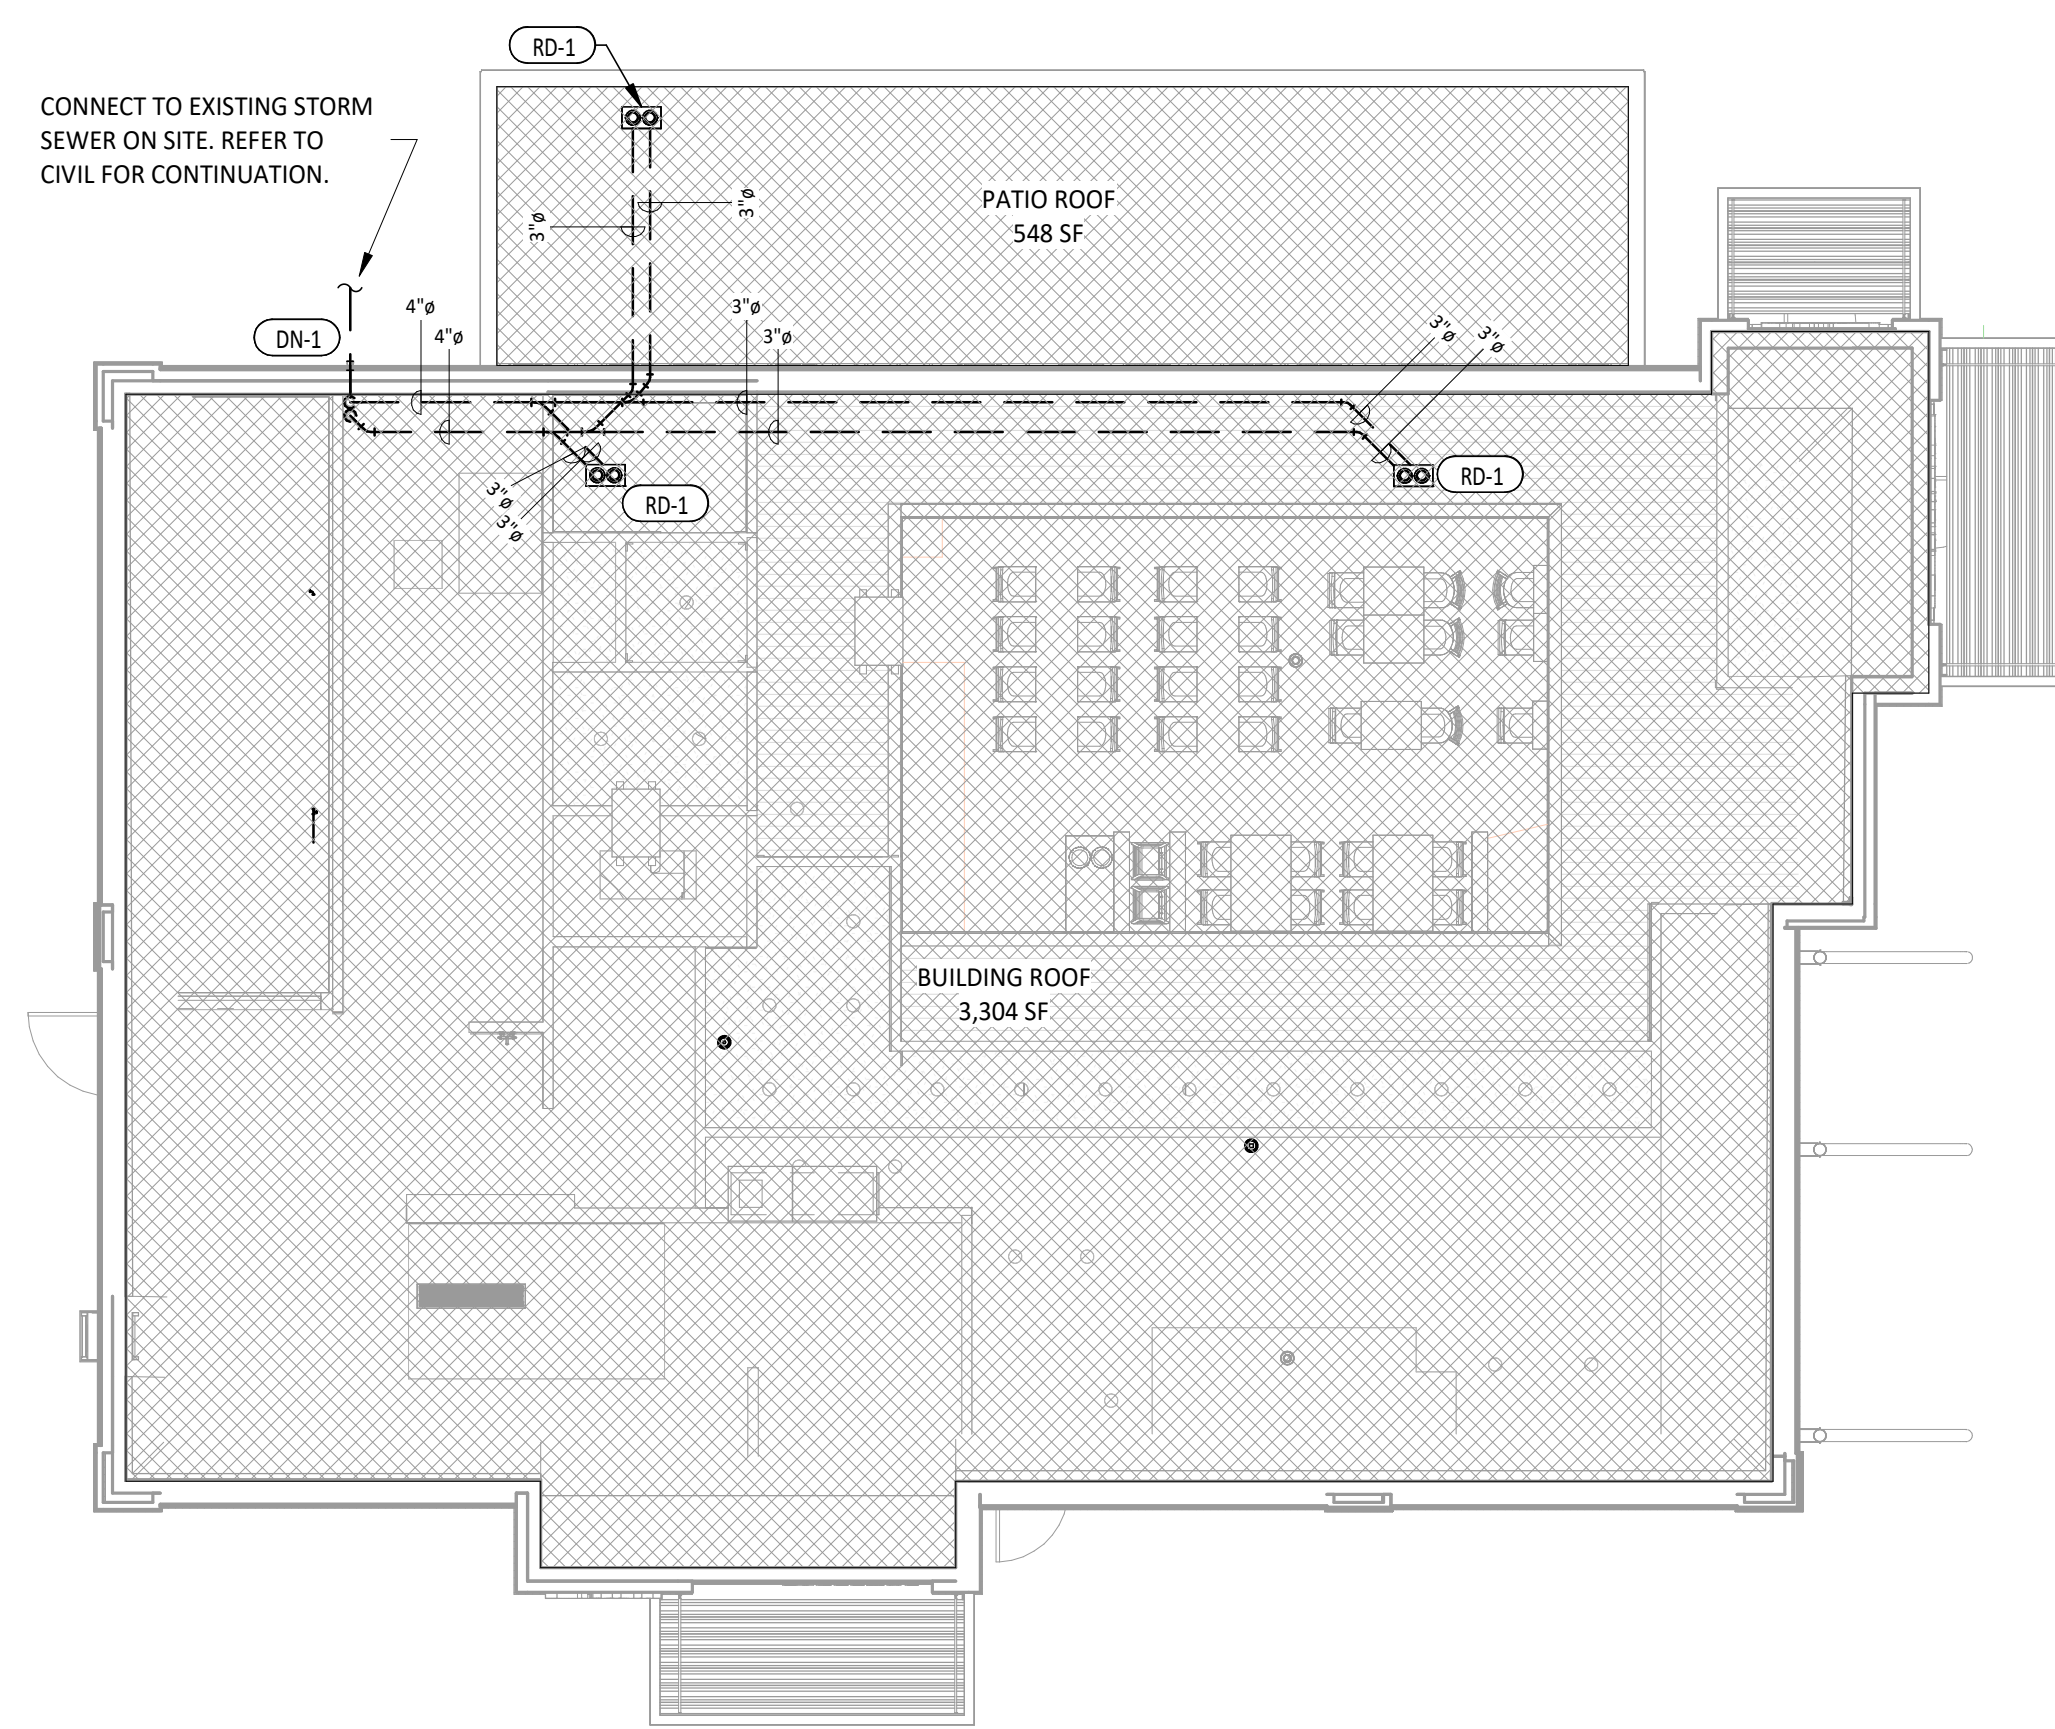 RD-1
CONNECT TO EXISTING STORM
SEWER ON SITE. REFER TO
CIVIL FOR CONTINUATION.
3"ø
3"ø
PATIO ROOF
548 SF
DN-1
4"ø
4"ø
3"ø
3"ø
3"ø
3"ø
3"ø
3"ø
RD-1
RD-1
BUILDING ROOF
3,304 SF